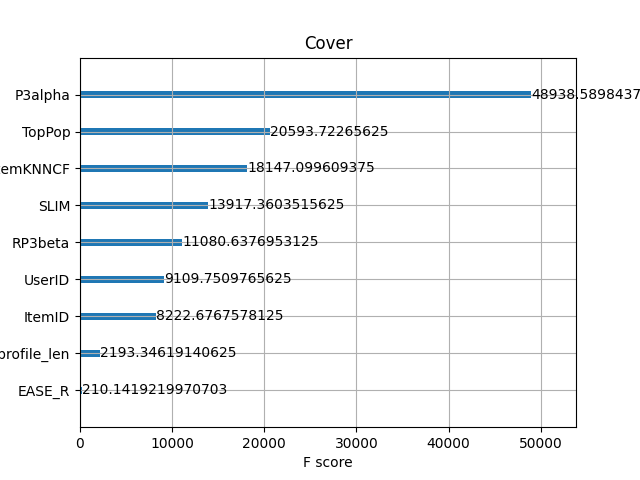 Cover
P3alpha 48938.5898437
TopPop 20593.72265625
emKNNCF 18147.099609375
SLIM 13917.3603515625
RP3beta 11080.6376953125
UserID 9109.7509765625
ItemID 8222.6767578125
profile_len 2193.34619140625
EASE_R 210.1419219970703
0 10000 20000 30000 40000 50000
F score